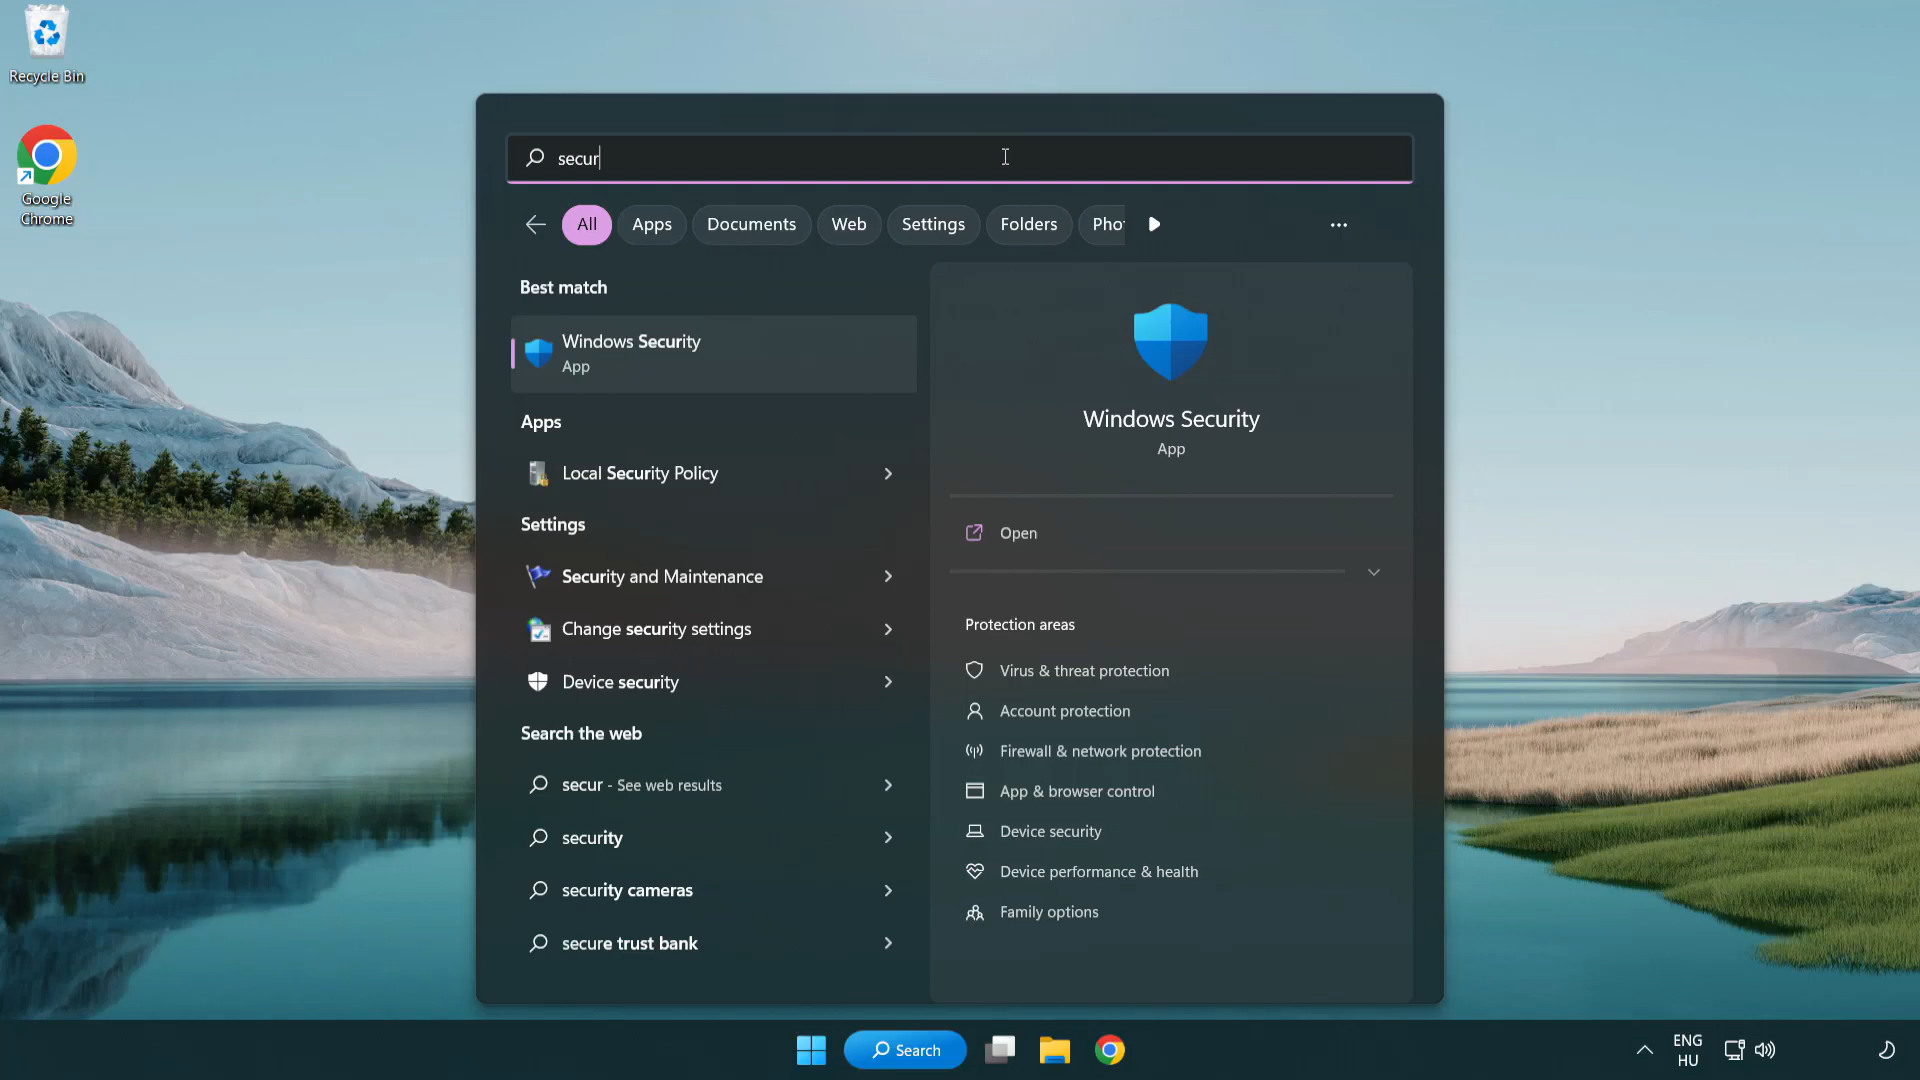 Recycle Bin
Google
Chrome
secur
All
Apps
Documents
Web
Settings
Folders
Phot
Best match
Windows Security
App
Apps
Local Security Policy
Settings
Security and Maintenance
Change security settings
Device security
Search the web
secur - See web results
security
security cameras
secure trust bank
Windows Security
App
Open
Protection areas
Virus & threat protection
Account protection
Firewall & network protection
App & browser control
Device security
Device performance & health
Family options
Search
ENG
HU